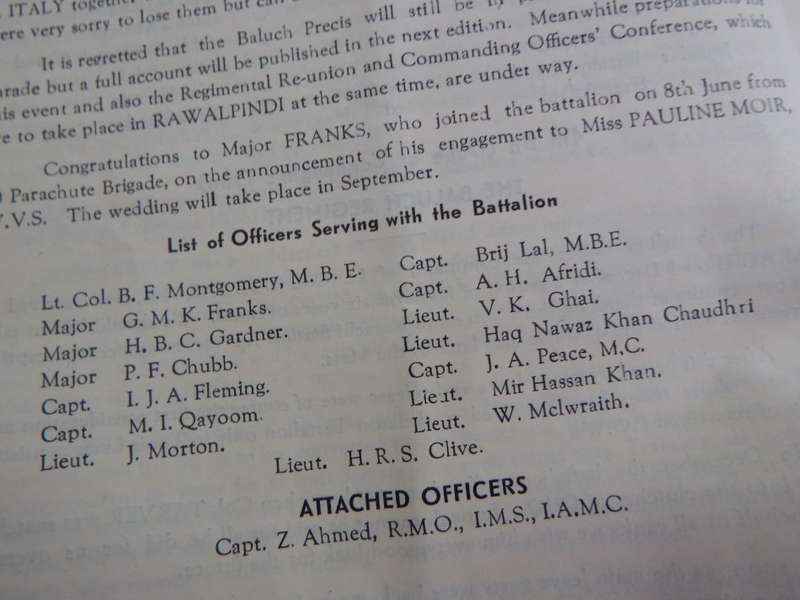 ITALY together
ere very sorry to lose them but can
It is regretted that the Baluch Precis will still be
arade but a full account will be published in the next edition. Meanwhile preparations for
is event and also the Regimental Re-union and Commanding Officers' Conference, which
e to take place in RAWALPINDI at the same time, are under way.
Congratulations to Major FRANKS, who joined the battalion on 8th June from
Parachute Brigade, on the announcement of his engagement to Miss PAULINE MOIR,
.V.S. The wedding will take place in September.
List of Officers Serving with the Battalion
Lt. Col. B. F. Montgomery, M. B. E.
Major G. M. K. Franks.
Major H. B. C. Gardner.
Major P. F. Chubb.
Capt. I. J. A. Fleming.
Capt. M. I. Qayoom.
Lieut. J. Morton.
Capt. Brij Lal, M.B.E.
Capt. A. H. Afridi.
Lieut. V. K. Ghai.
Lieut. Haq Nawaz Khan Chaudhri
Capt. J. A. Peace, M.C.
Lieut. Mir Hassan Khan.
Lieut. W. McIwraith.
Lieut. H. R. S. Clive.
ATTACHED OFFICERS
Capt. Z. Ahmed, R.M.O., I.M.S., I.A.M.C.